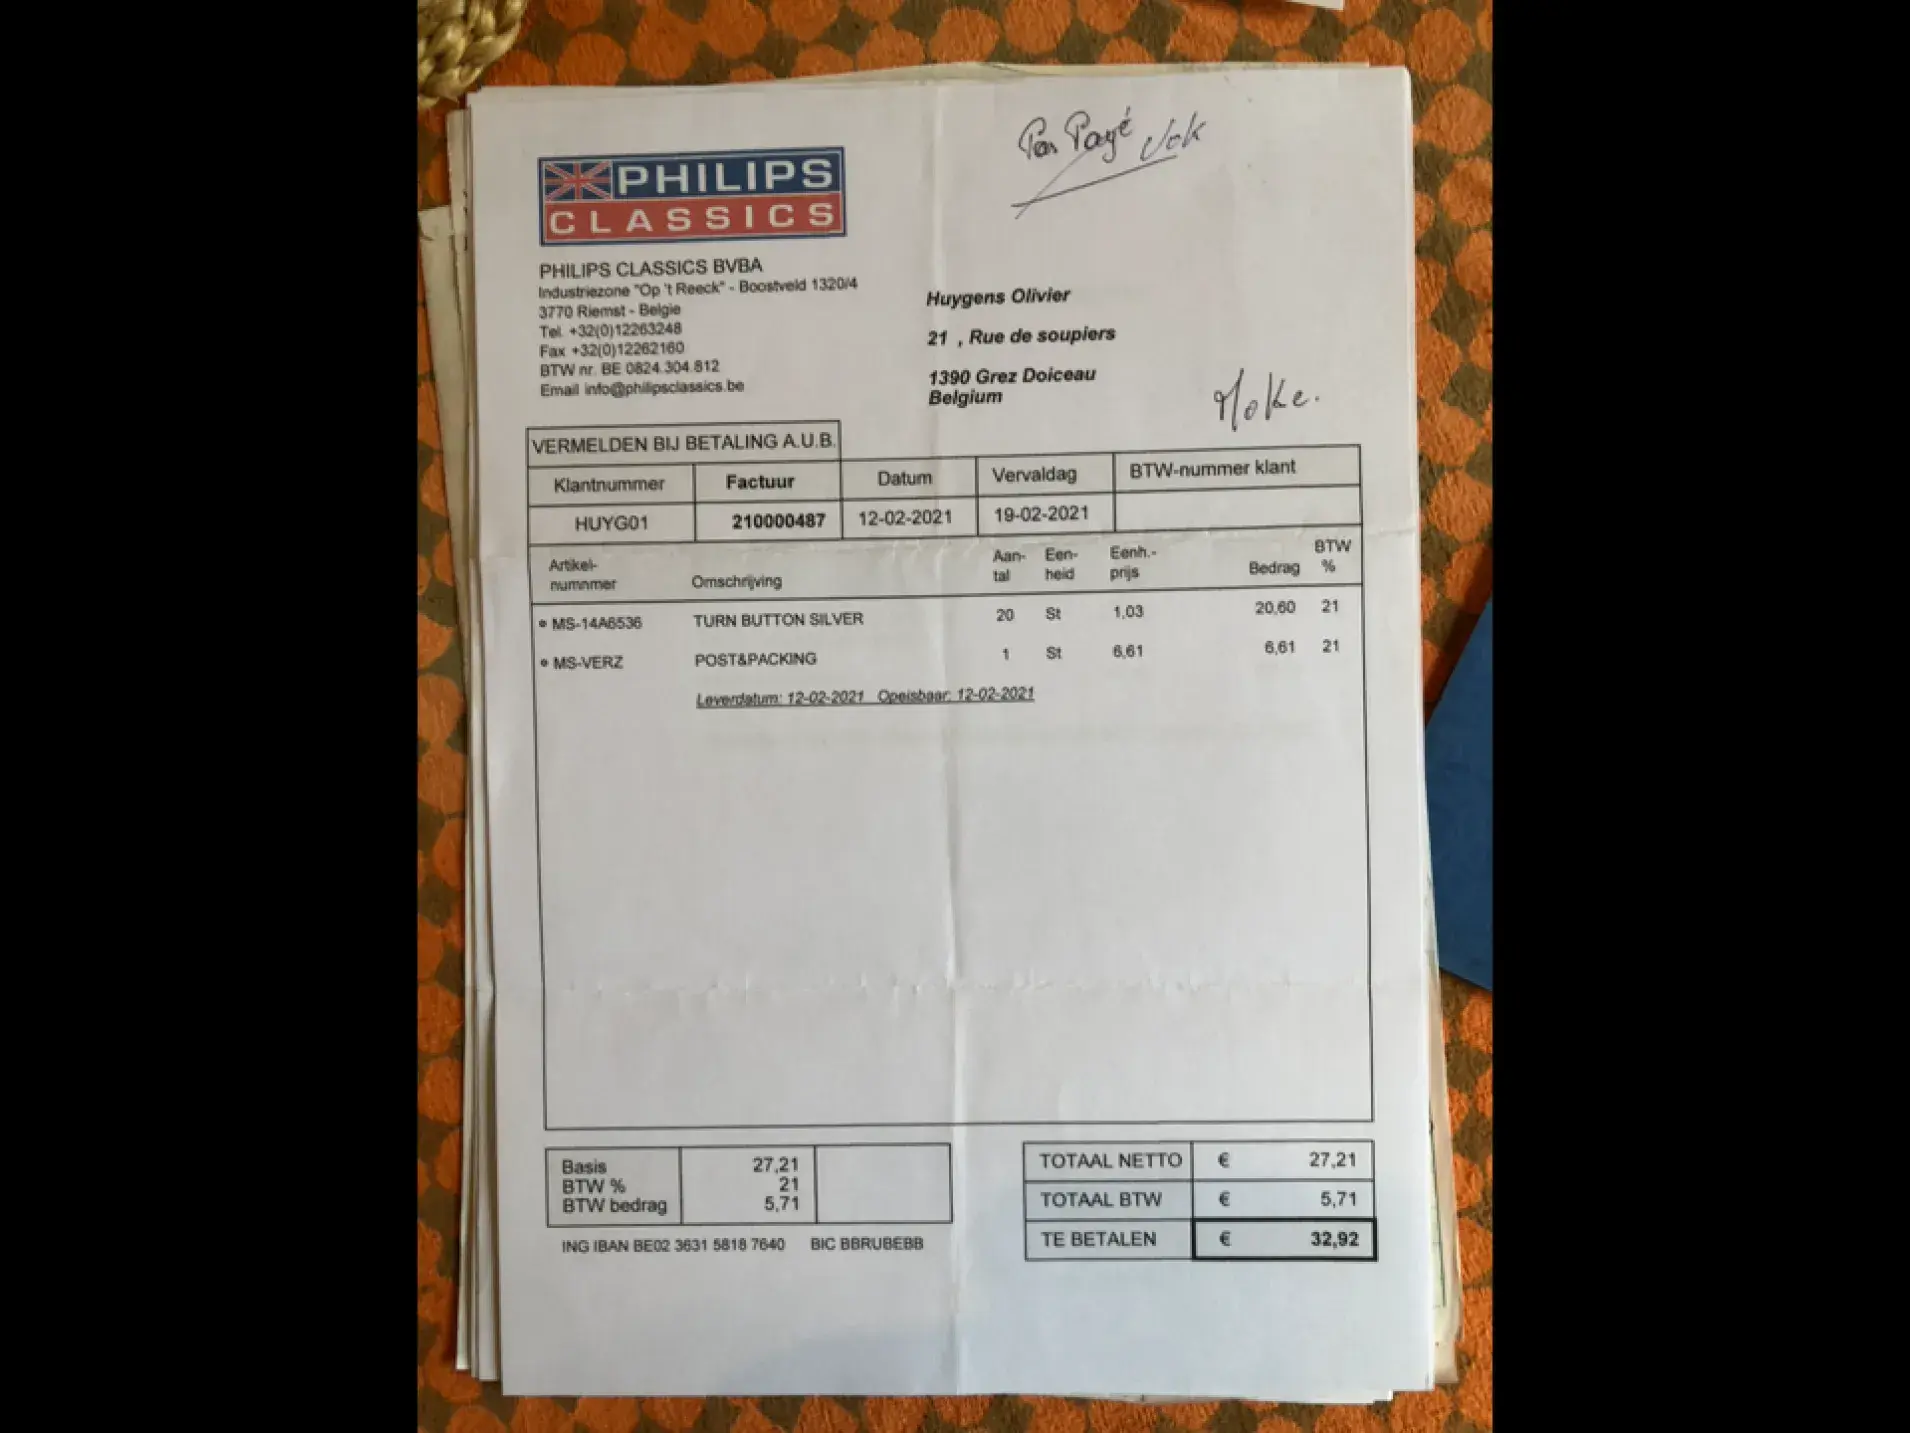 Pas Payé Vok
PHILIPS
CLASSICS
PHILIPS CLASSICS BVBA
Industriezone "Op 't Reeck" - Boostveld 1320/4
3770 Riemst - Belgie
Tel. +32(0)12263248
Fax +32(0)12262160
BTW nr. BE 0824.304.812
Email info@philipsclassics.be
Huygens Olivier
21 , Rue de soupiers
1390 Grez Doiceau
Belgium
Moke.
VERMELDEN BIJ BETALING A.U.B.
Klantnummer Factuur Datum Vervaldag BTW-nummer klant
HUYG01 210000487 12-02-2021 19-02-2021
Artikel-numnmer Omschrijving Aan-tal Een-heid Eenh.-prijs Bedrag BTW %
MS-14A6536 TURN BUTTON SILVER 20 St 1,03 20,60 21
MS-VERZ POST&PACKING 1 St 6,61 6,61 21
Leverdatum: 12-02-2021 Opeisbaar: 12-02-2021
Basis 27,21
BTW % 21
BTW bedrag 5,71
ING IBAN BE02 3631 5818 7640 BIC BBRUBEBB
TOTAAL NETTO € 27,21
TOTAAL BTW € 5,71
TE BETALEN € 32,92